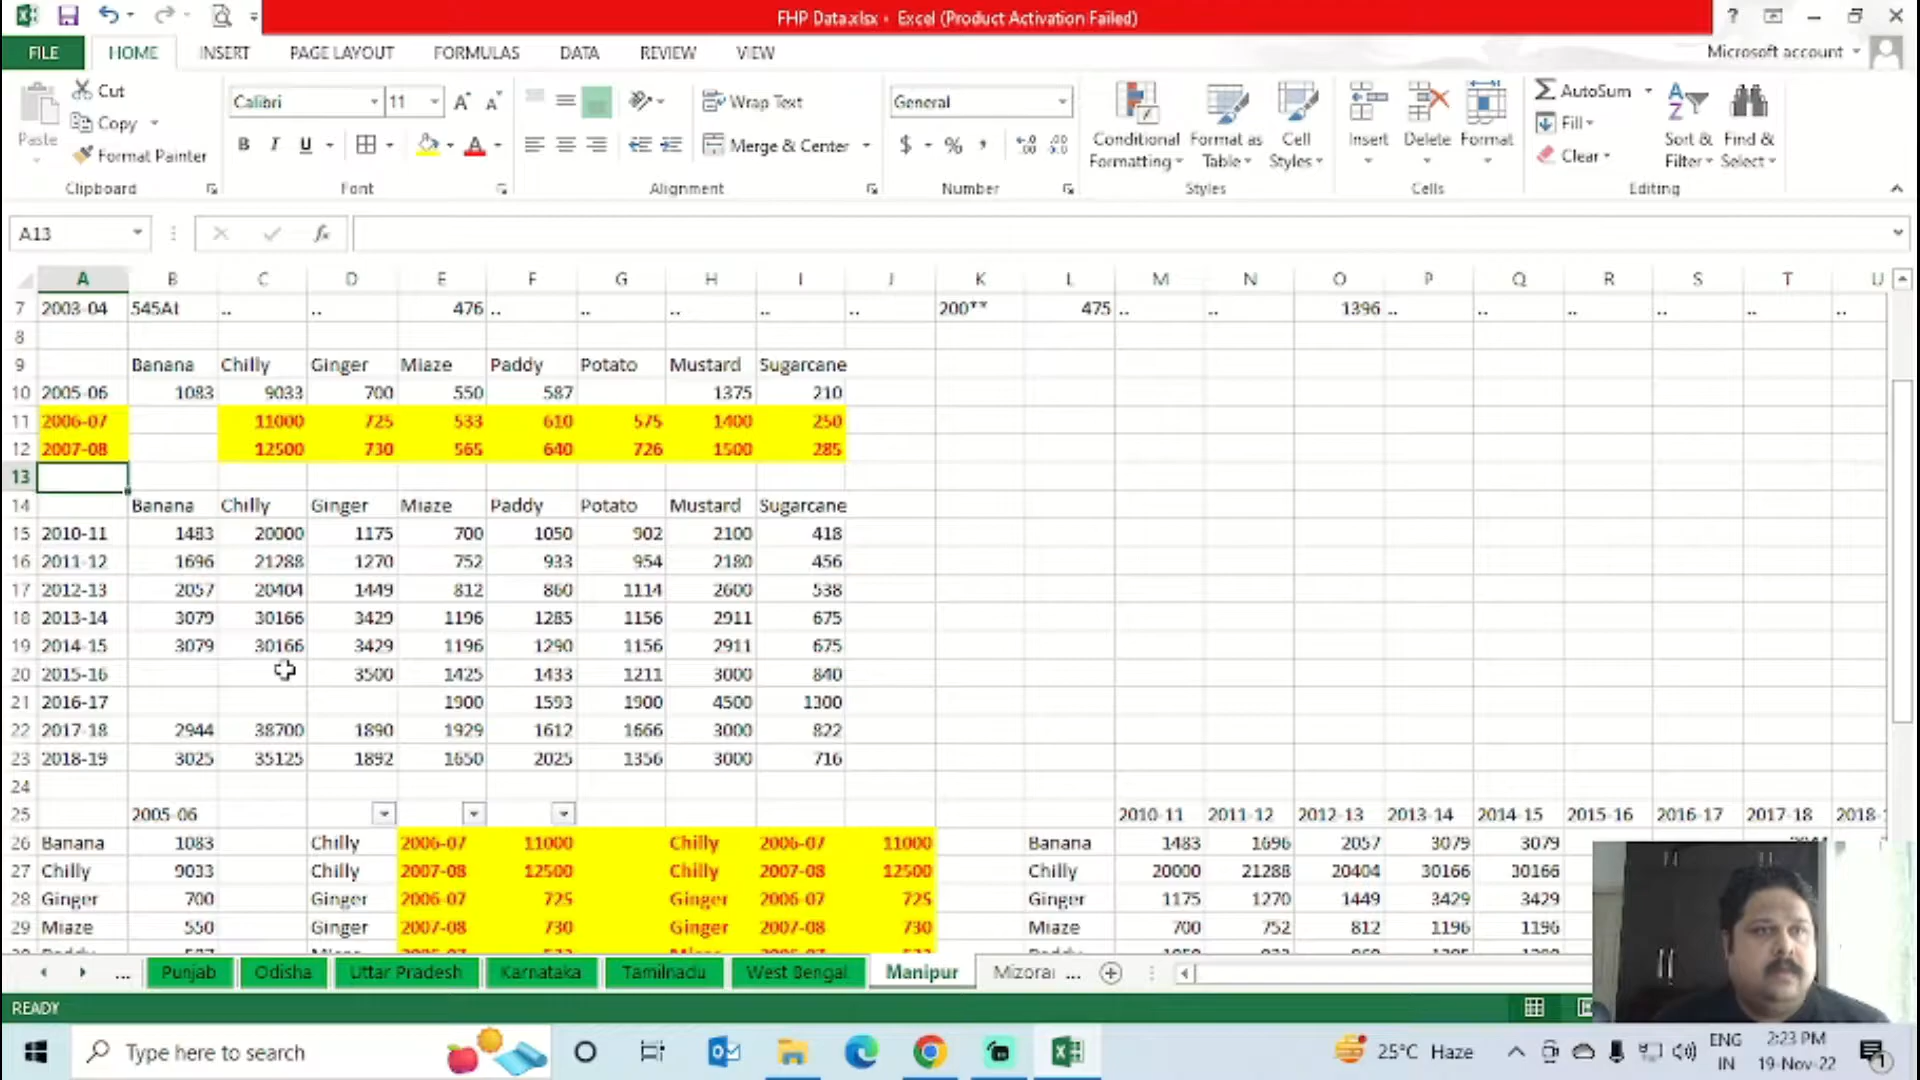 FHP Data.xlsx - Excel (Product Activation Failed)
FILE HOME INSERT PAGE LAYOUT FORMULAS DATA REVIEW VIEW Microsoft account
Cut
Copy
Paste
Format Painter
Calibri 11
B I U
Wrap Text
Merge & Center
General
$ %
Conditional Formatting
Format as Table
Cell Styles
Insert Delete Format
AutoSum
Fill
Clear
Sort & Filter
Find & Select
Clipboard Font Alignment Number Styles Cells Editing
A13 fx
A B C D E F G H I J K L M N O P Q R S T U
7 2003-04 545At .. .. 476 .. .. .. .. .. 200** 475 .. .. 1396 .. .. .. .. .. ..
8
9 Banana Chilly Ginger Miaze Paddy Potato Mustard Sugarcane
10 2005-06 1083 9033 700 550 587 1375 210
11 2006-07 11000 725 533 610 575 1400 250
12 2007-08 12500 730 565 640 726 1500 285
13
14 Banana Chilly Ginger Miaze Paddy Potato Mustard Sugarcane
15 2010-11 1483 20000 1175 700 1050 902 2100 418
16 2011-12 1696 21288 1270 752 933 954 2180 456
17 2012-13 2057 20404 1449 812 860 1114 2600 538
18 2013-14 3079 30166 3429 1196 1285 1156 2911 675
19 2014-15 3079 30166 3429 1196 1290 1156 2911 675
20 2015-16 3500 1425 1433 1211 3000 840
21 2016-17 1900 1593 1900 4500 1300
22 2017-18 2944 38700 1890 1929 1612 1666 3000 822
23 2018-19 3025 35125 1892 1650 2025 1356 3000 716
24
25 2005-06 2010-11 2011-12 2012-13 2013-14 2014-15 2015-16 2016-17 2017-18 2018-
26 Banana 1083 Chilly 2006-07 11000 Chilly 2006-07 11000 Banana 1483 1696 2057 3079 3079
27 Chilly 9033 Chilly 2007-08 12500 Chilly 2007-08 12500 Chilly 20000 21288 20404 30166 30166
28 Ginger 700 Ginger 2006-07 725 Ginger 2006-07 725 Ginger 1175 1270 1449 3429 3429
29 Miaze 550 Ginger 2007-08 730 Ginger 2007-08 730 Miaze 700 752 812 1196 1196
... Punjab Odisha Uttar Pradesh Karnataka Tamilnadu West Bengal Manipur Mizorai ...
READY
Type here to search
25°C Haze
ENG
IN
2:23 PM
19-Nov-22
1